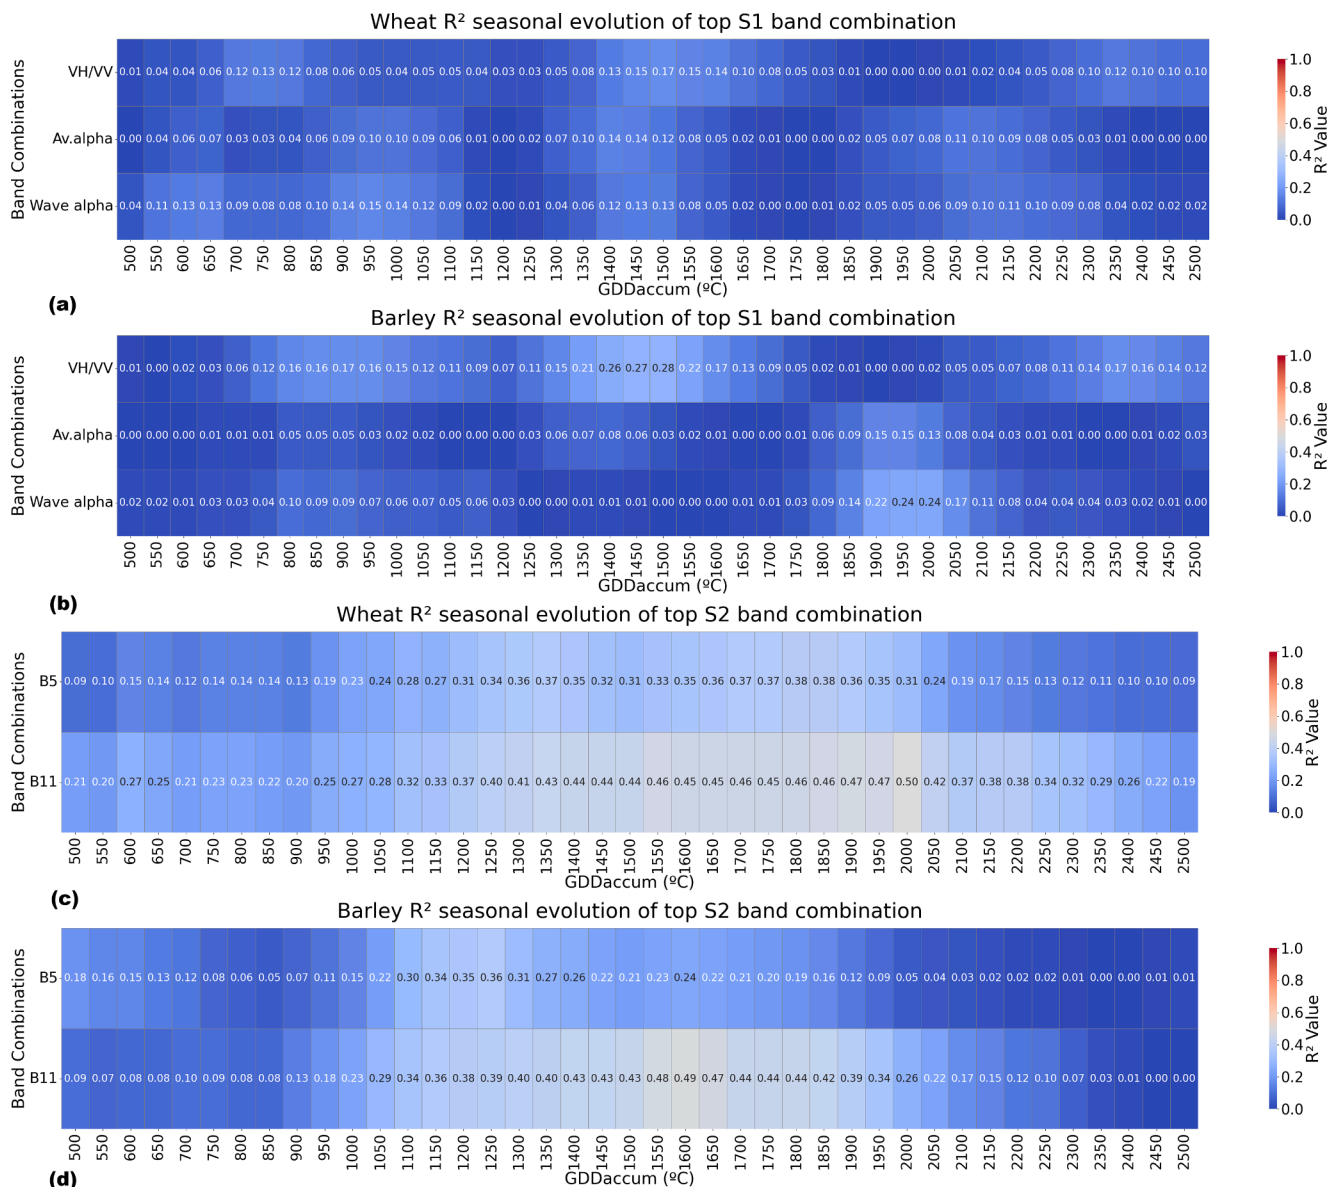 Wheat R² seasonal evolution of top S1 band combination
Band Combinations
VH/VV 0.01 0.04 0.04 0.06 0.12 0.13 0.12 0.08 0.06 0.05 0.04 0.05 0.05 0.04 0.03 0.03 0.05 0.08 0.13 0.15 0.17 0.15 0.14 0.10 0.08 0.05 0.03 0.01 0.00 0.00 0.00 0.01 0.02 0.04 0.05 0.08 0.10 0.12 0.10 0.10 0.10
Av.alpha 0.00 0.04 0.06 0.07 0.03 0.03 0.04 0.06 0.09 0.10 0.10 0.09 0.06 0.01 0.00 0.02 0.07 0.10 0.14 0.14 0.12 0.08 0.05 0.02 0.01 0.00 0.00 0.02 0.05 0.07 0.08 0.11 0.10 0.09 0.08 0.05 0.03 0.01 0.00 0.00 0.00
Wave alpha 0.04 0.11 0.13 0.13 0.09 0.08 0.08 0.10 0.14 0.15 0.14 0.12 0.09 0.02 0.00 0.01 0.04 0.06 0.12 0.13 0.13 0.08 0.05 0.02 0.00 0.00 0.01 0.02 0.05 0.05 0.06 0.09 0.10 0.11 0.10 0.09 0.08 0.04 0.02 0.02 0.02
500 550 600 650 700 750 800 850 900 950 1000 1050 1100 1150 1200 1250 1300 1350 1400 1450 1500 1550 1600 1650 1700 1750 1800 1850 1900 1950 2000 2050 2100 2150 2200 2250 2300 2350 2400 2450 2500
GDDaccum (ºC)
1.0
0.8
0.6
0.4
0.2
0.0
R² Value
(a)
Barley R² seasonal evolution of top S1 band combination
Band Combinations
VH/VV 0.01 0.00 0.02 0.03 0.06 0.12 0.16 0.16 0.17 0.16 0.15 0.12 0.11 0.09 0.07 0.11 0.15 0.21 0.26 0.27 0.28 0.22 0.17 0.13 0.09 0.05 0.02 0.01 0.00 0.00 0.02 0.05 0.05 0.07 0.08 0.11 0.14 0.17 0.16 0.14 0.12
Av.alpha 0.00 0.00 0.00 0.01 0.01 0.01 0.05 0.05 0.05 0.03 0.02 0.02 0.00 0.00 0.00 0.03 0.06 0.07 0.08 0.06 0.03 0.02 0.01 0.00 0.00 0.01 0.06 0.09 0.15 0.15 0.13 0.08 0.04 0.03 0.01 0.01 0.00 0.00 0.01 0.02 0.03
Wave alpha 0.02 0.02 0.01 0.03 0.03 0.04 0.10 0.09 0.09 0.07 0.06 0.07 0.05 0.06 0.03 0.00 0.00 0.01 0.01 0.01 0.00 0.00 0.00 0.01 0.01 0.03 0.09 0.14 0.22 0.24 0.24 0.17 0.11 0.08 0.04 0.04 0.04 0.03 0.02 0.01 0.00
500 550 600 650 700 750 800 850 900 950 1000 1050 1100 1150 1200 1250 1300 1350 1400 1450 1500 1550 1600 1650 1700 1750 1800 1850 1900 1950 2000 2050 2100 2150 2200 2250 2300 2350 2400 2450 2500
GDDaccum (ºC)
1.0
0.8
0.6
0.4
0.2
0.0
R² Value
(b)
Wheat R² seasonal evolution of top S2 band combination
Band Combinations
B5 0.09 0.10 0.15 0.14 0.12 0.14 0.14 0.14 0.13 0.19 0.23 0.24 0.28 0.27 0.31 0.34 0.36 0.37 0.35 0.32 0.31 0.33 0.35 0.36 0.37 0.37 0.38 0.38 0.36 0.35 0.31 0.24 0.19 0.17 0.15 0.13 0.12 0.11 0.10 0.10 0.09
B11 0.21 0.20 0.27 0.25 0.21 0.23 0.23 0.22 0.20 0.25 0.27 0.28 0.32 0.33 0.37 0.40 0.41 0.43 0.44 0.44 0.44 0.46 0.45 0.45 0.46 0.45 0.46 0.46 0.47 0.47 0.50 0.42 0.37 0.38 0.38 0.34 0.32 0.29 0.26 0.22 0.19
500 550 600 650 700 750 800 850 900 950 1000 1050 1100 1150 1200 1250 1300 1350 1400 1450 1500 1550 1600 1650 1700 1750 1800 1850 1900 1950 2000 2050 2100 2150 2200 2250 2300 2350 2400 2450 2500
GDDaccum (ºC)
1.0
0.8
0.6
0.4
0.2
0.0
R² Value
(c)
Barley R² seasonal evolution of top S2 band combination
Band Combinations
B5 0.18 0.16 0.15 0.13 0.12 0.08 0.06 0.05 0.07 0.11 0.15 0.22 0.30 0.34 0.35 0.36 0.31 0.27 0.26 0.22 0.21 0.23 0.24 0.22 0.21 0.20 0.19 0.16 0.12 0.09 0.05 0.04 0.03 0.02 0.02 0.02 0.01 0.00 0.00 0.01 0.01
B11 0.09 0.07 0.08 0.08 0.10 0.09 0.08 0.08 0.13 0.18 0.23 0.29 0.34 0.36 0.38 0.39 0.40 0.40 0.43 0.43 0.43 0.48 0.49 0.47 0.44 0.44 0.44 0.42 0.39 0.34 0.26 0.22 0.17 0.15 0.12 0.10 0.07 0.03 0.01 0.00 0.00
500 550 600 650 700 750 800 850 900 950 1000 1050 1100 1150 1200 1250 1300 1350 1400 1450 1500 1550 1600 1650 1700 1750 1800 1850 1900 1950 2000 2050 2100 2150 2200 2250 2300 2350 2400 2450 2500
GDDaccum (ºC)
1.0
0.8
0.6
0.4
0.2
0.0
R² Value
(d)